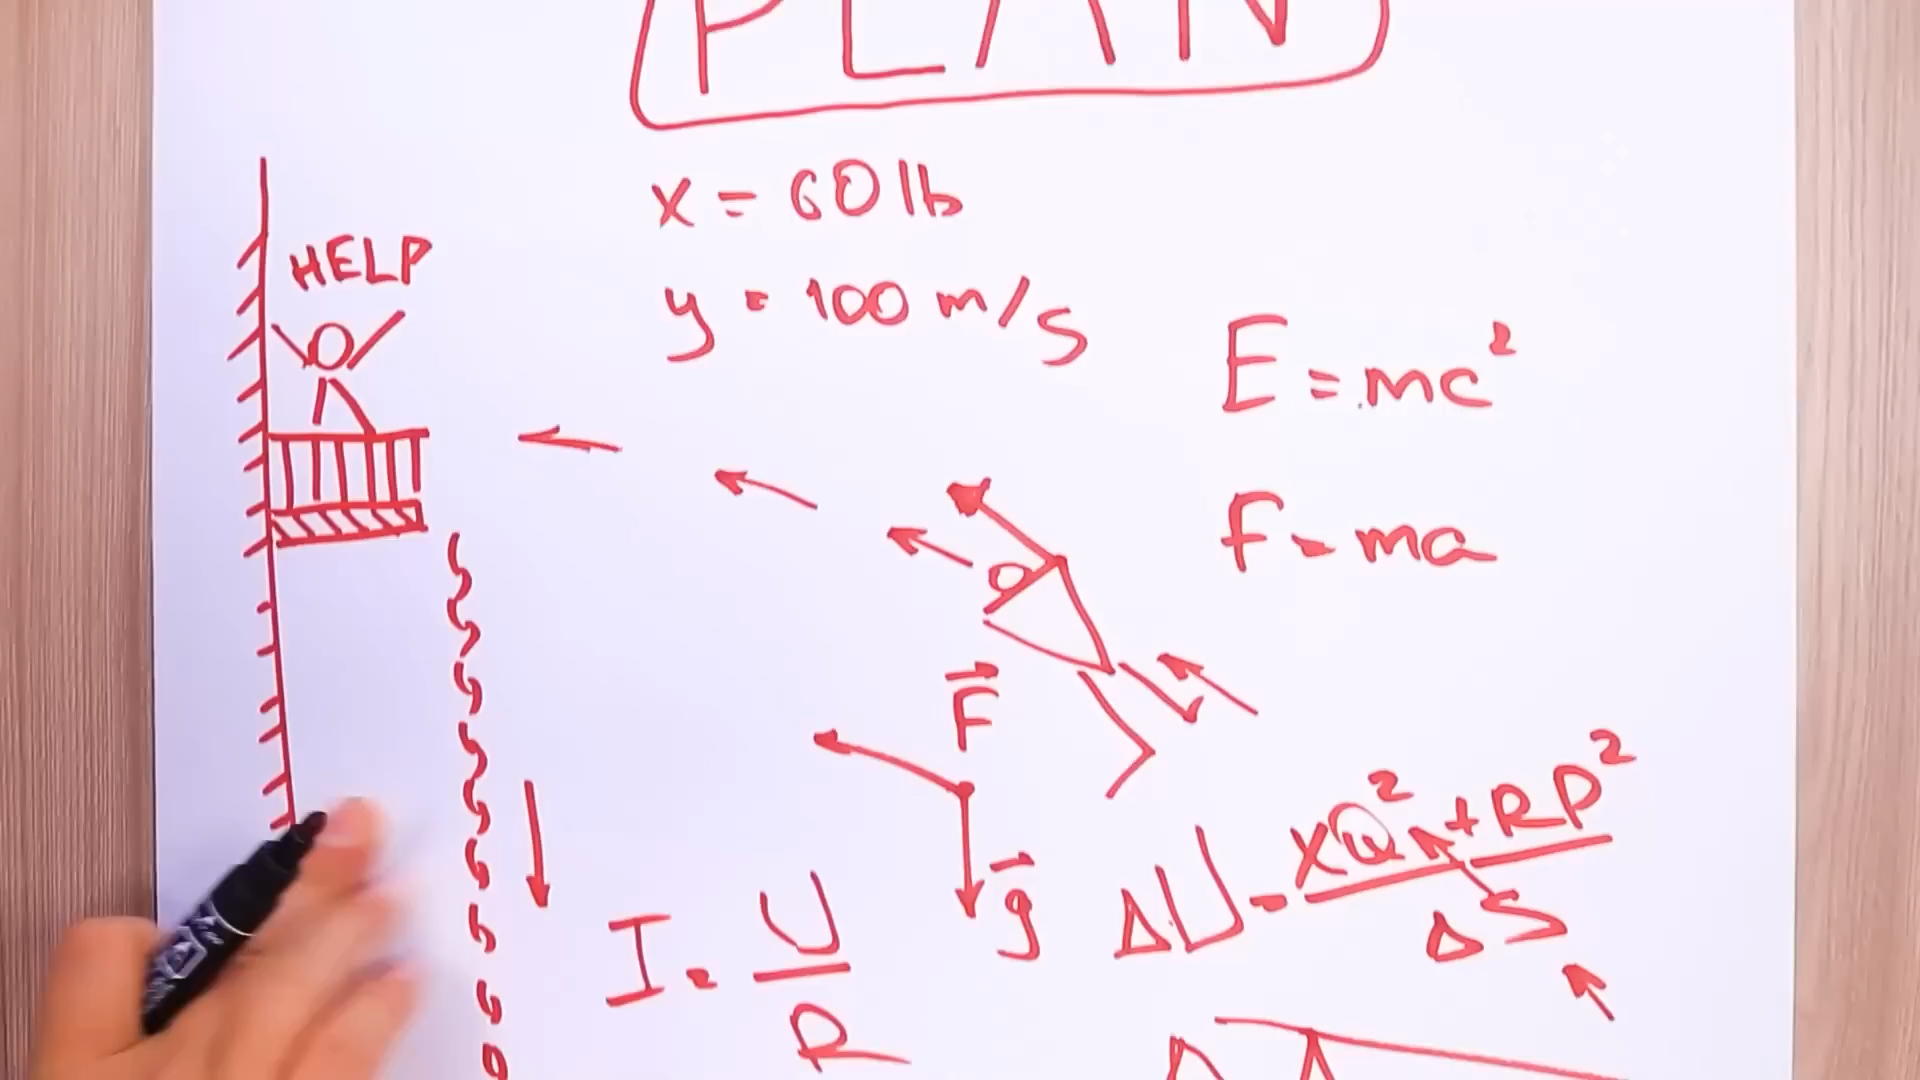 PLAN
x = 60 lb
HELP
y = 100 m/s
E = mc²
F = ma
F
ΔU = XQ² + RP²
ΔS
g
I = U
R